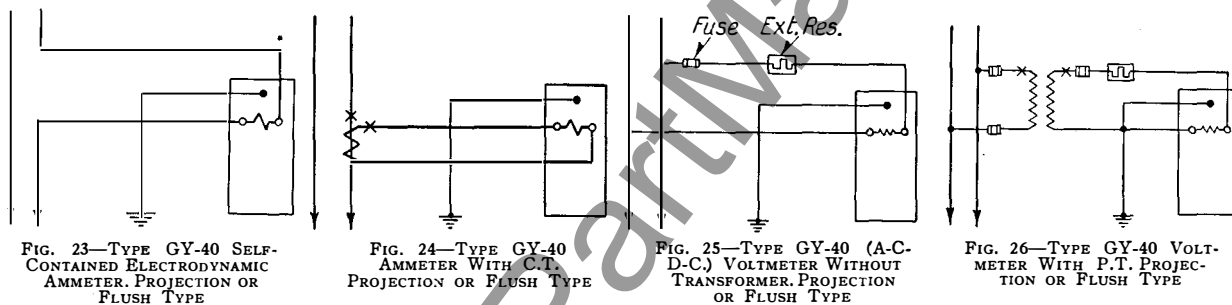 Fuse Ext. Res.
FIG. 23—TYPE GY-40 SELF-
CONTAINED ELECTRODYNAMIC
AMMETER. PROJECTION OR
FLUSH TYPE
FIG. 24—TYPE GY-40
AMMETER WITH C.T.
PROJECTION OR FLUSH TYPE
FIG. 25—TYPE GY-40 (A-C-
D-C.) VOLTMETER WITHOUT
TRANSFORMER. PROJECTION
OR FLUSH TYPE
FIG. 26—TYPE GY-40 VOLT-
METER WITH P.T. PROJEC-
TION OR FLUSH TYPE